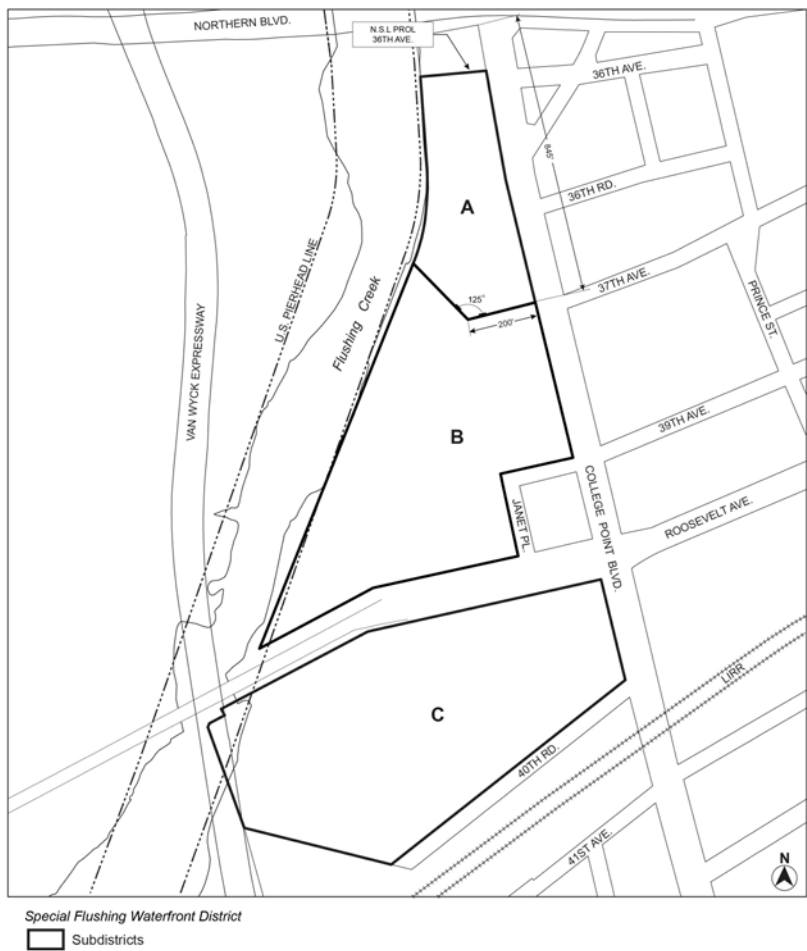 NORTHERN BLVD.
N.S.L PROL
36TH AVE.
36TH AVE.
845'
36TH RD.
A
37TH AVE.
125°
200'
PRINCE ST.
U.S. PIERHEAD LINE
Flushing Creek
VAN WYCK EXPRESSWAY
B
39TH AVE.
JANET PL.
COLLEGE POINT BLVD.
ROOSEVELT AVE.
LIRR
C
40TH RD.
41ST AVE.
N
Special Flushing Waterfront District
Subdistricts